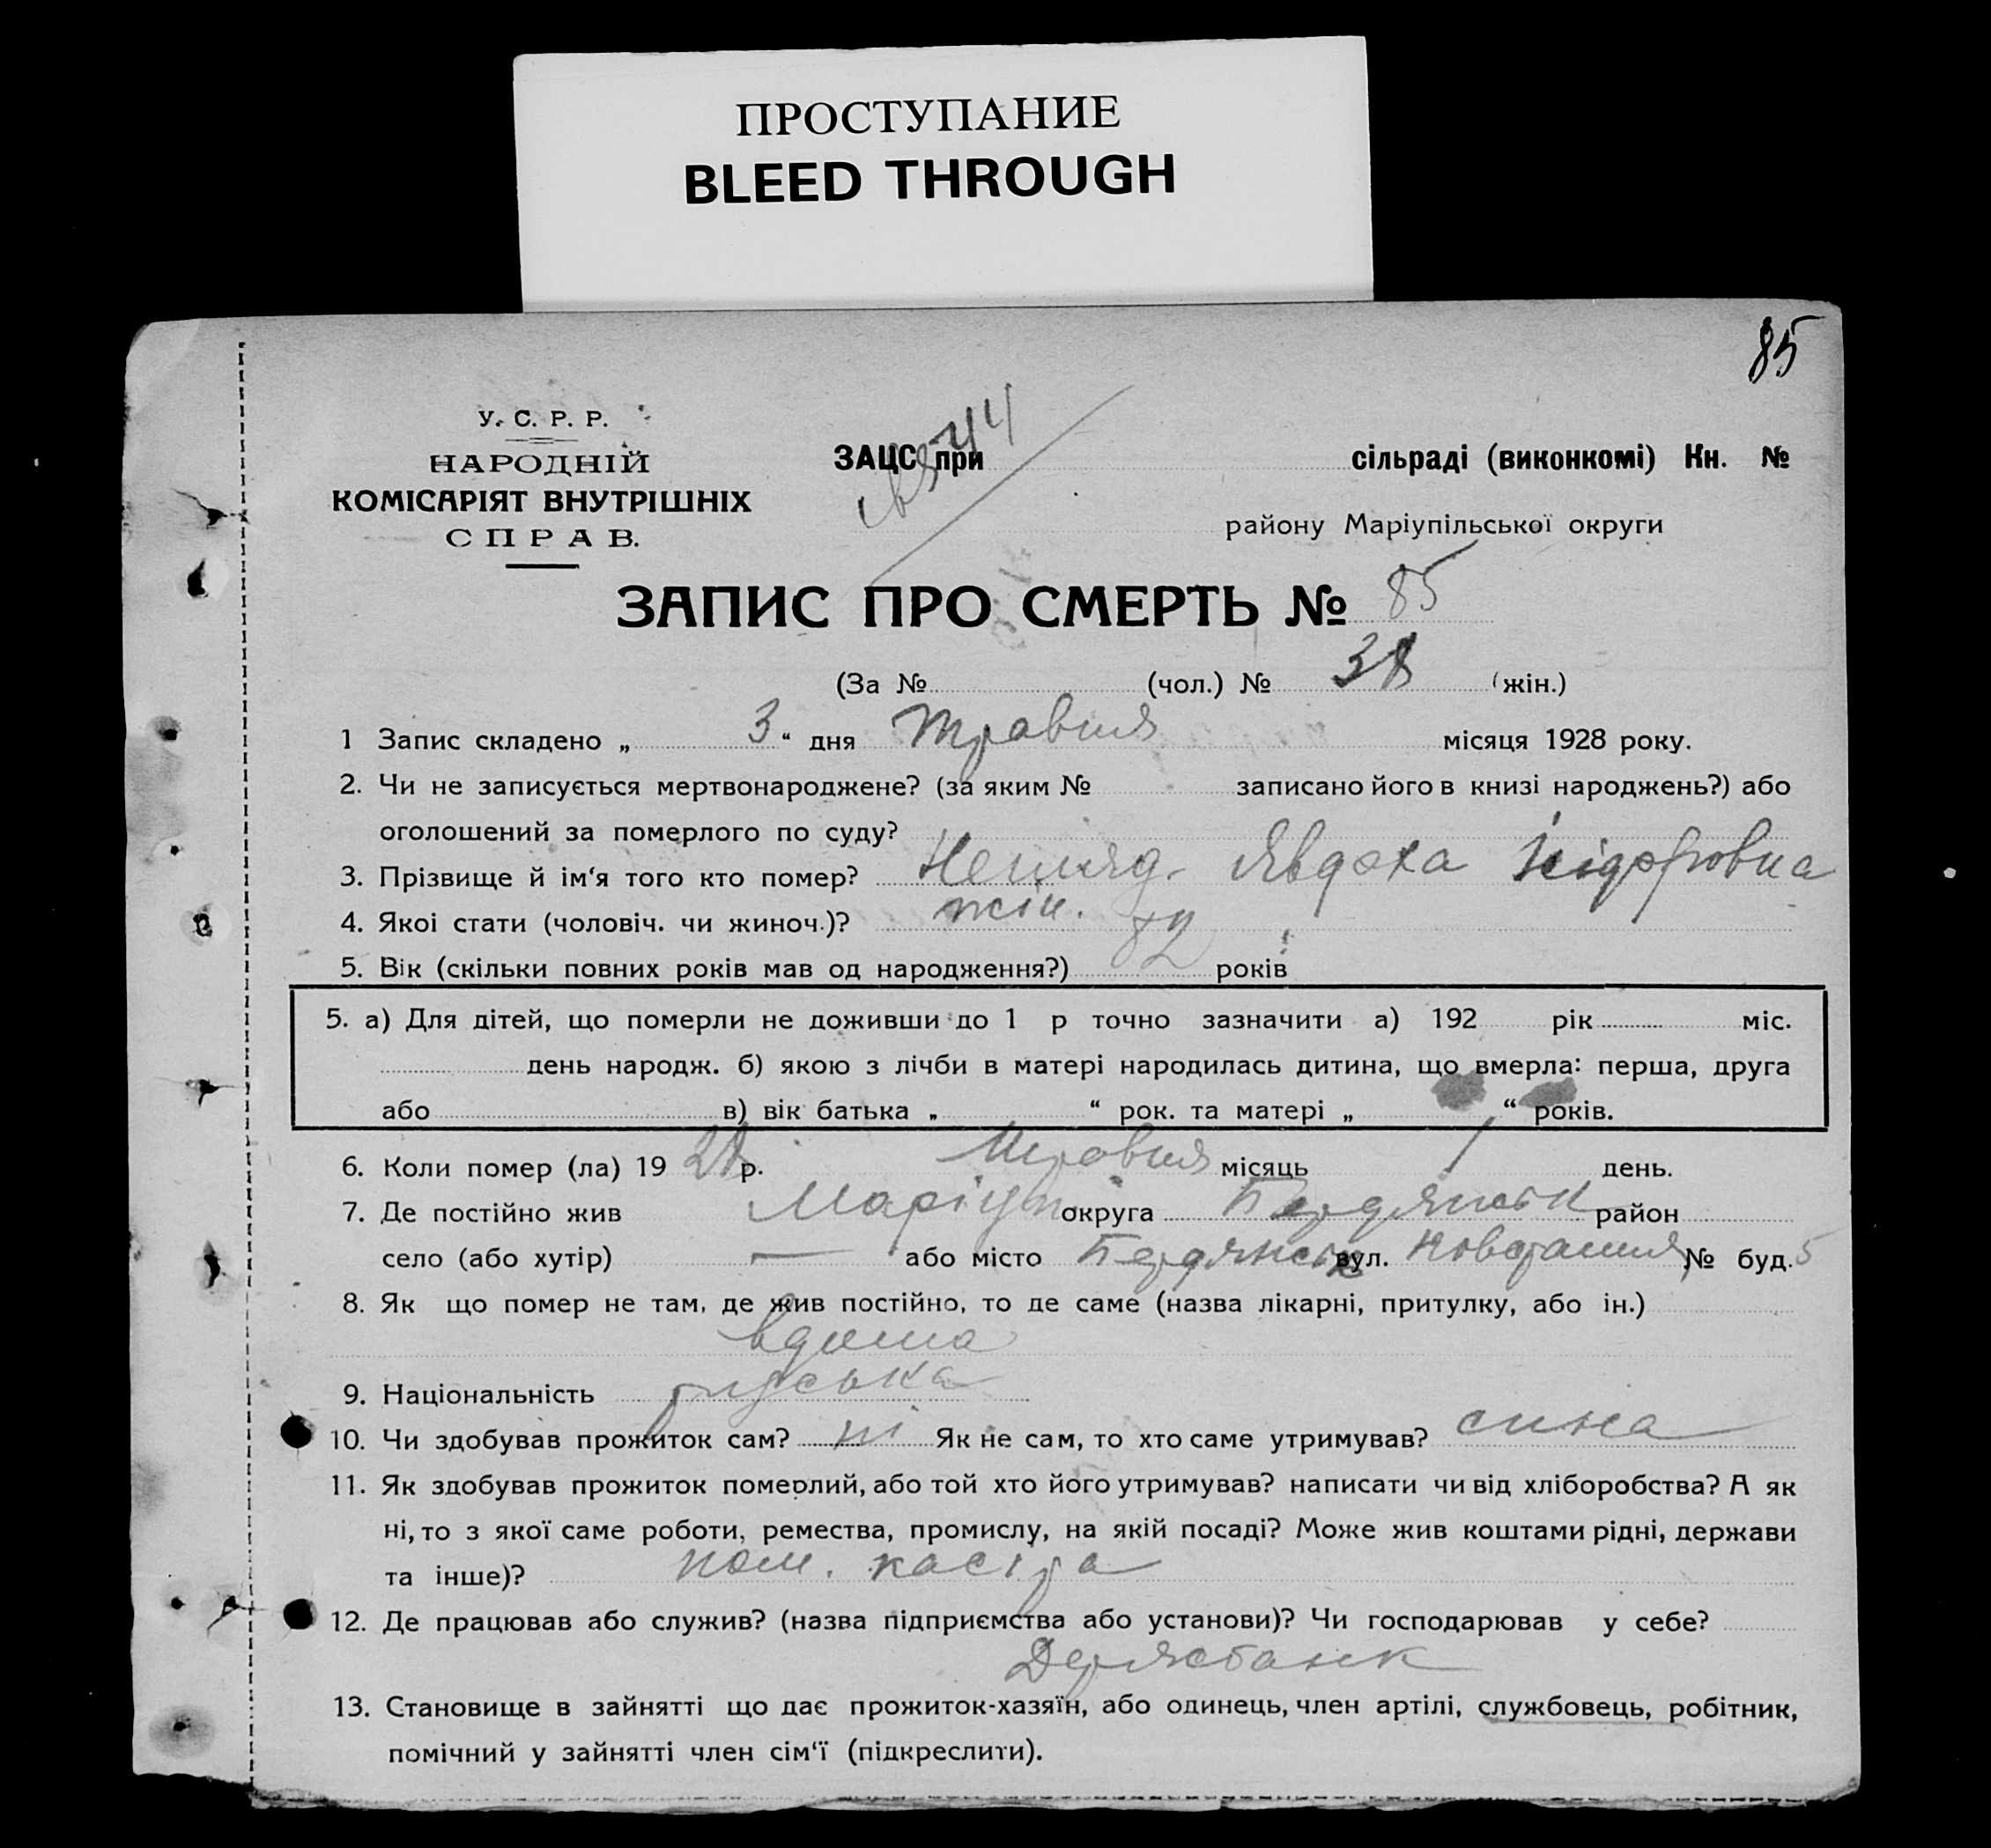 ПРОСТУПАНИЕ
BLEED THROUGH
85
У. С. Р. Р.
НАРОДНІЙ
КОМІСАРІЯТ ВНУТРІШНІХ
СПРАВ.
ЗАЦС при сільраді (виконкомі) Кн. №
району Маріупільської округи
ЗАПИС ПРО СМЕРТЬ № 85
(За № (чол.) № 38 (жін.)
1 Запис складено „ 3 “ дня травня місяця 1928 року.
2. Чи не записується мертвонароджене? (за яким № записано його в книзі народжень?) або
оголошений за померлого по суду?
3. Прізвище й ім‘я того кто помер? Явдоха Ісідоровна
4. Якоі стати (чоловіч. чи жиноч.)? жін.
5. Вік (скільки повних років мав од народження?) 82 років
5. а) Для дітей, що померли не доживши до 1 р точно зазначити а) 192 рік міс.
день народж. б) якою з лічби в матері народилась дитина, що вмерла: перша, друга
або в) вік батька „ “ рок. та матері „ “ років.
6. Коли помер (ла) 19 28 р. Травня місяць 1 день.
7. Де постійно жив Маріуп. округа Бердянськ район
село (або хутір) — або місто Бердянськ вул. № буд. 5
8. Як що помер не там, де жив постійно, то де саме (назва лікарні, притулку, або ін.)
вдома
9. Національність руська
10. Чи здобував прожиток сам? ні Як не сам, то хто саме утримував? сина
11. Як здобував прожиток померлий, або той хто його утримував? написати чи від хліборобства? А як
ні, то з якої саме роботи, ремества, промислу, на якій посаді? Може жив коштами рідні, держави
та інше)? пом. касіра
12. Де працював або служив? (назва підприємства або установи)? Чи господарював у себе?
Держбанк
13. Становище в зайнятті що дає прожиток-хазяїн, або одинець, член артілі, службовець, робітник,
помічний у зайнятті член сім‘ї (підкреслити).